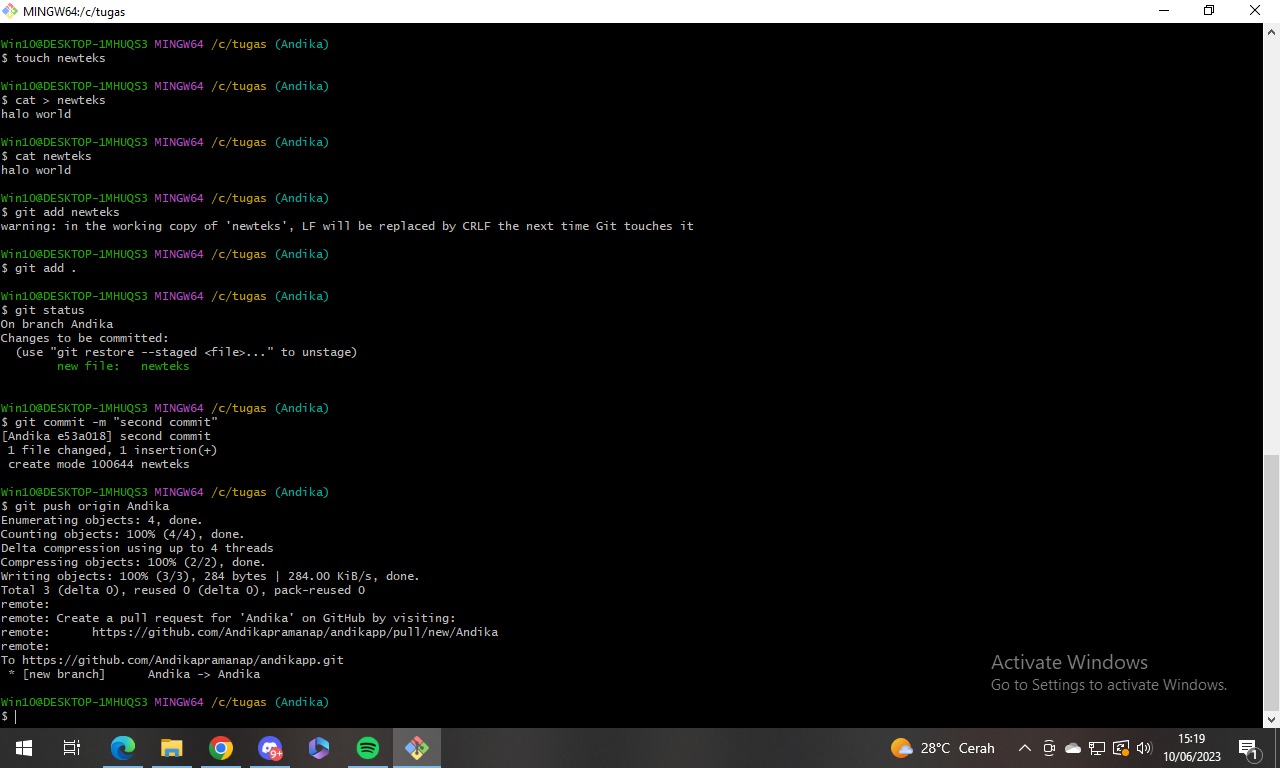 MINGW64:/c/tugas
Win10@DESKTOP-1MHUQS3 MINGW64 /c/tugas (Andika)
$ touch newteks
Win10@DESKTOP-1MHUQS3 MINGW64 /c/tugas (Andika)
$ cat > newteks
halo world
Win10@DESKTOP-1MHUQS3 MINGW64 /c/tugas (Andika)
$ cat newteks
halo world
Win10@DESKTOP-1MHUQS3 MINGW64 /c/tugas (Andika)
$ git add newteks
warning: in the working copy of 'newteks', LF will be replaced by CRLF the next time Git touches it
Win10@DESKTOP-1MHUQS3 MINGW64 /c/tugas (Andika)
$ git add .
Win10@DESKTOP-1MHUQS3 MINGW64 /c/tugas (Andika)
$ git status
On branch Andika
Changes to be committed:
  (use "git restore --staged <file>..." to unstage)
        new file:   newteks
Win10@DESKTOP-1MHUQS3 MINGW64 /c/tugas (Andika)
$ git commit -m "second commit"
[Andika e53a018] second commit
 1 file changed, 1 insertion(+)
 create mode 100644 newteks
Win10@DESKTOP-1MHUQS3 MINGW64 /c/tugas (Andika)
$ git push origin Andika
Enumerating objects: 4, done.
Counting objects: 100% (4/4), done.
Delta compression using up to 4 threads
Compressing objects: 100% (2/2), done.
Writing objects: 100% (3/3), 284 bytes | 284.00 KiB/s, done.
Total 3 (delta 0), reused 0 (delta 0), pack-reused 0
remote:
remote: Create a pull request for 'Andika' on GitHub by visiting:
remote:      https://github.com/Andikapramanap/andikapp/pull/new/Andika
remote:
To https://github.com/Andikapramanap/andikapp.git
 * [new branch]      Andika -> Andika
Win10@DESKTOP-1MHUQS3 MINGW64 /c/tugas (Andika)
$
Activate Windows
Go to Settings to activate Windows.
9+
28°C Cerah
15:19
10/06/2023
1